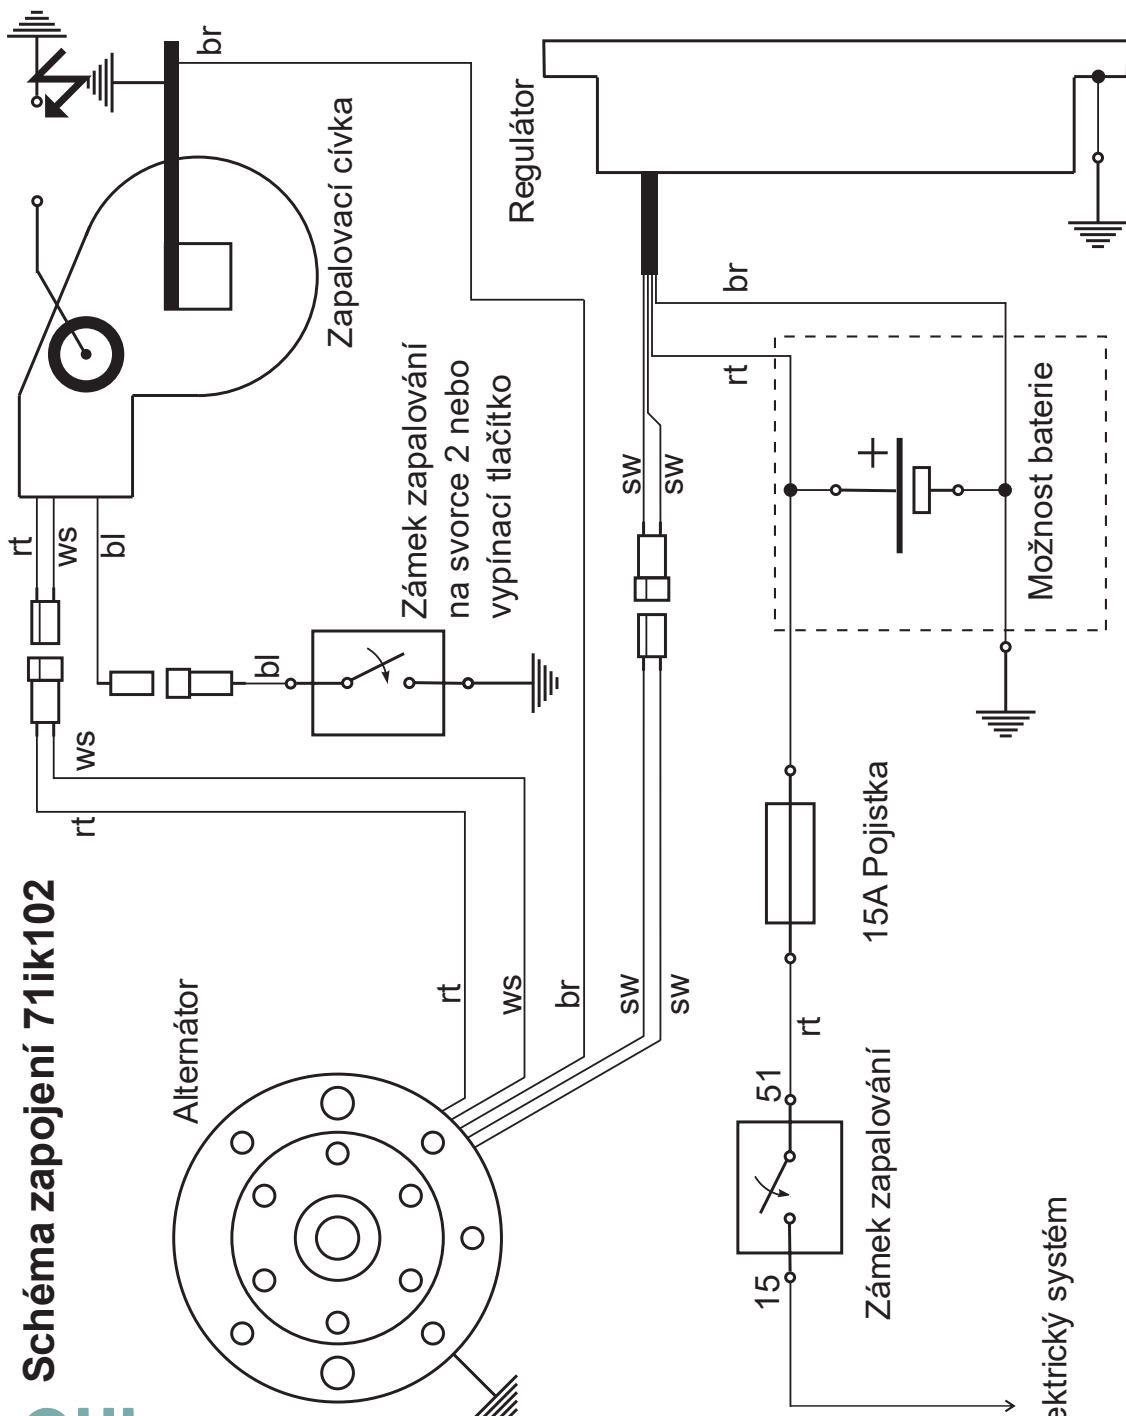 Schéma zapojení 71ik102
rt
ws
rt
ws
bl
bl
br
Alternátor
Zapalovací cívka
Zámek zapalování
na svorce 2 nebo
vypínací tlačítko
rt
ws
br
Regulátor
sw
sw
sw
sw
rt
br
15
51
rt
Zámek zapalování
15A Pojistka
+
Možnost baterie
ektrický systém